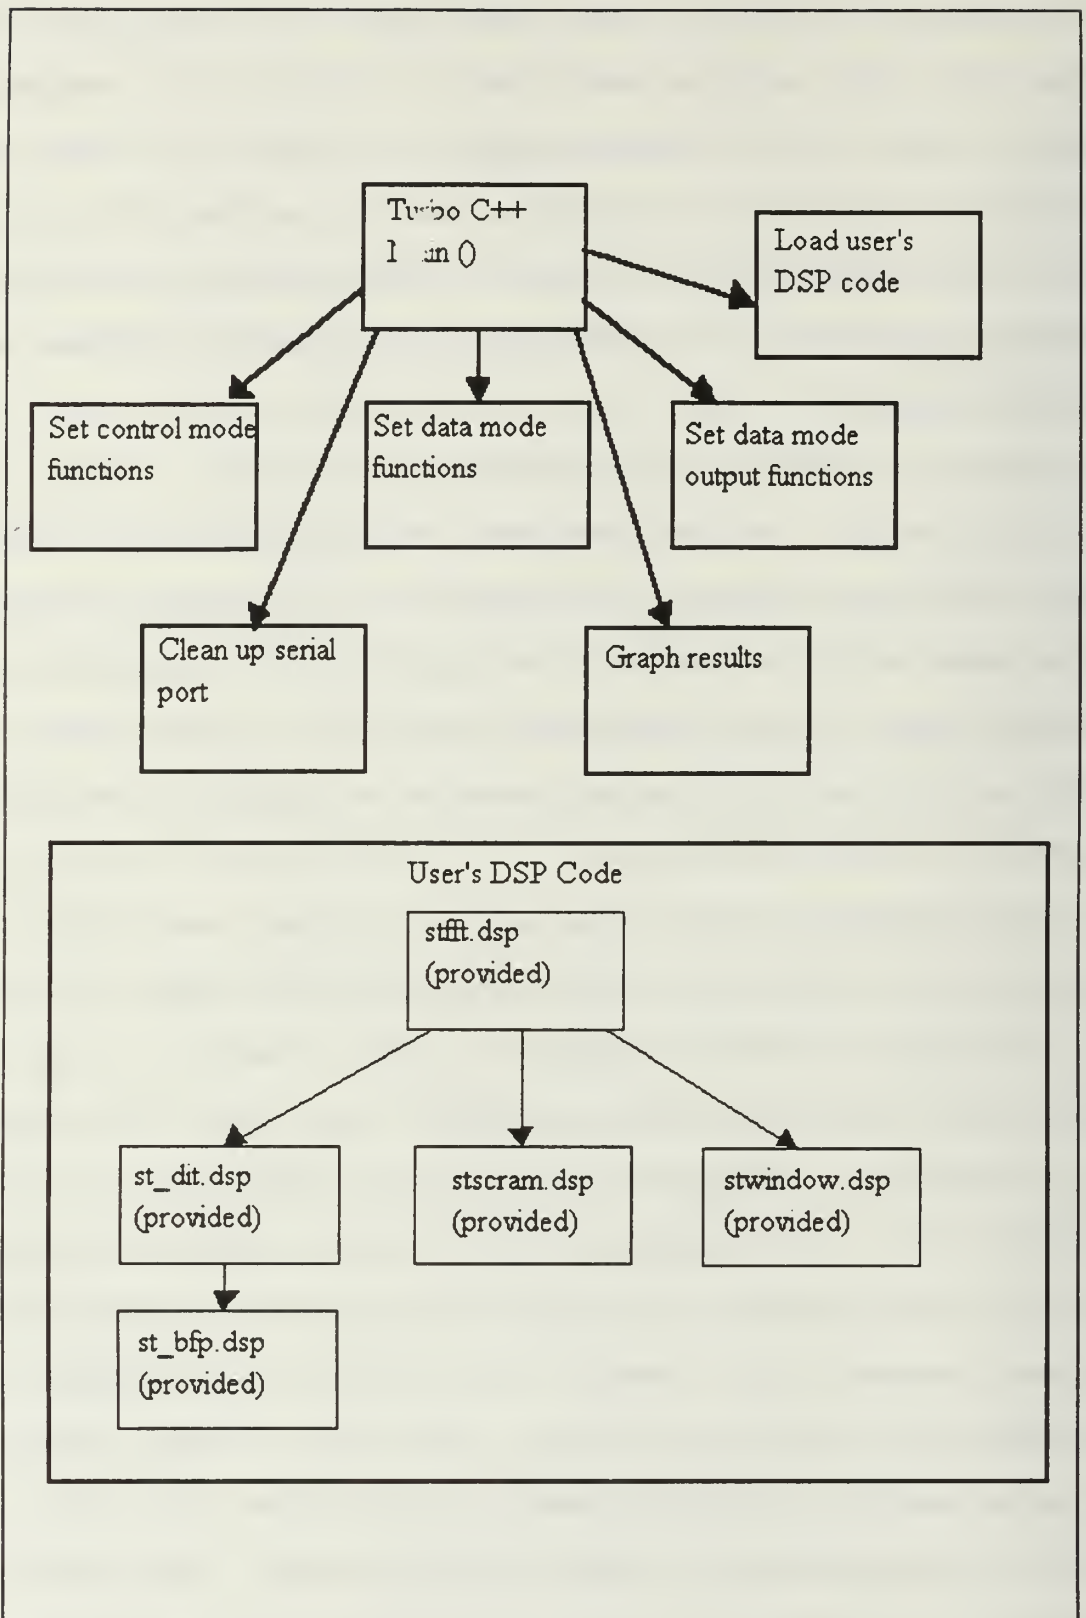 C++
()
Load user's
DSP code
Set control mode
functions
Set data mode
functions
Set data mode
output functions
Clean up serial
port
Graph results
User's DSP Code
stfft.dsp
(provided)
st_dit.dsp
(provided)
stscram.dsp
(provided)
stwindow.dsp
(provided)
st_bfp.dsp
(provided)